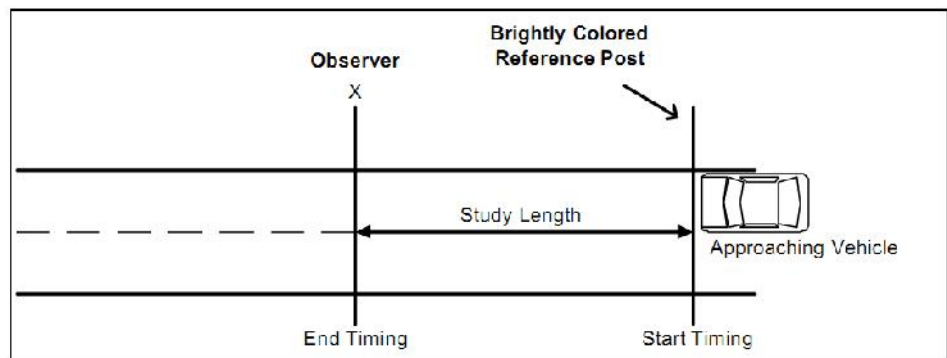 Brightly Colored
Reference Post
Observer
X
Study Length
Approaching Vehicle
End Timing
Start Timing